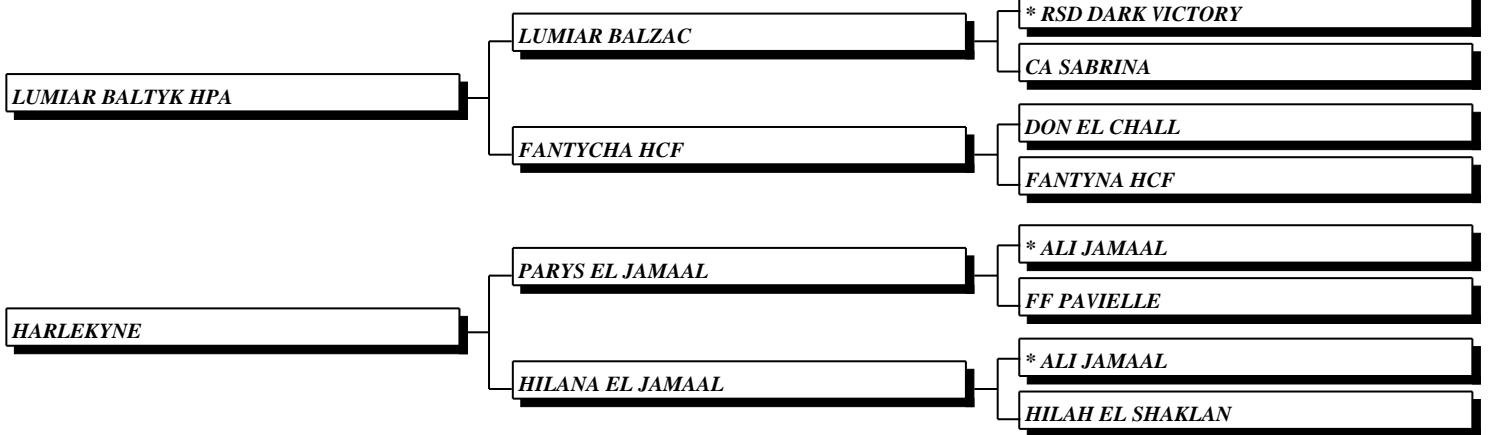 * RSD DARK VICTORY
LUMIAR BALZAC
CA SABRINA
LUMIAR BALTYK HPA
DON EL CHALL
FANTYCHA HCF
FANTYNA HCF
* ALI JAMAAL
PARYS EL JAMAAL
FF PAVIELLE
HARLEKYNE
* ALI JAMAAL
HILANA EL JAMAAL
HILAH EL SHAKLAN